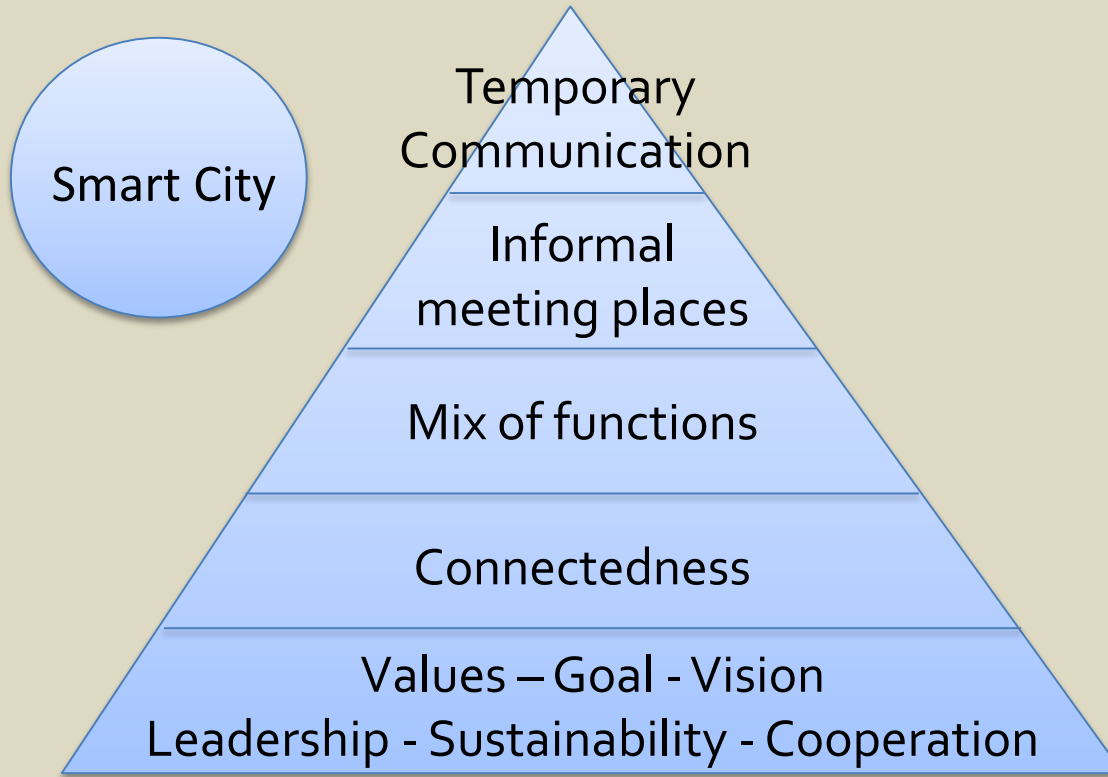 Smart City
Temporary
Communication
Informal
meeting places
Mix of functions
Connectedness
Values – Goal - Vision
Leadership - Sustainability - Cooperation